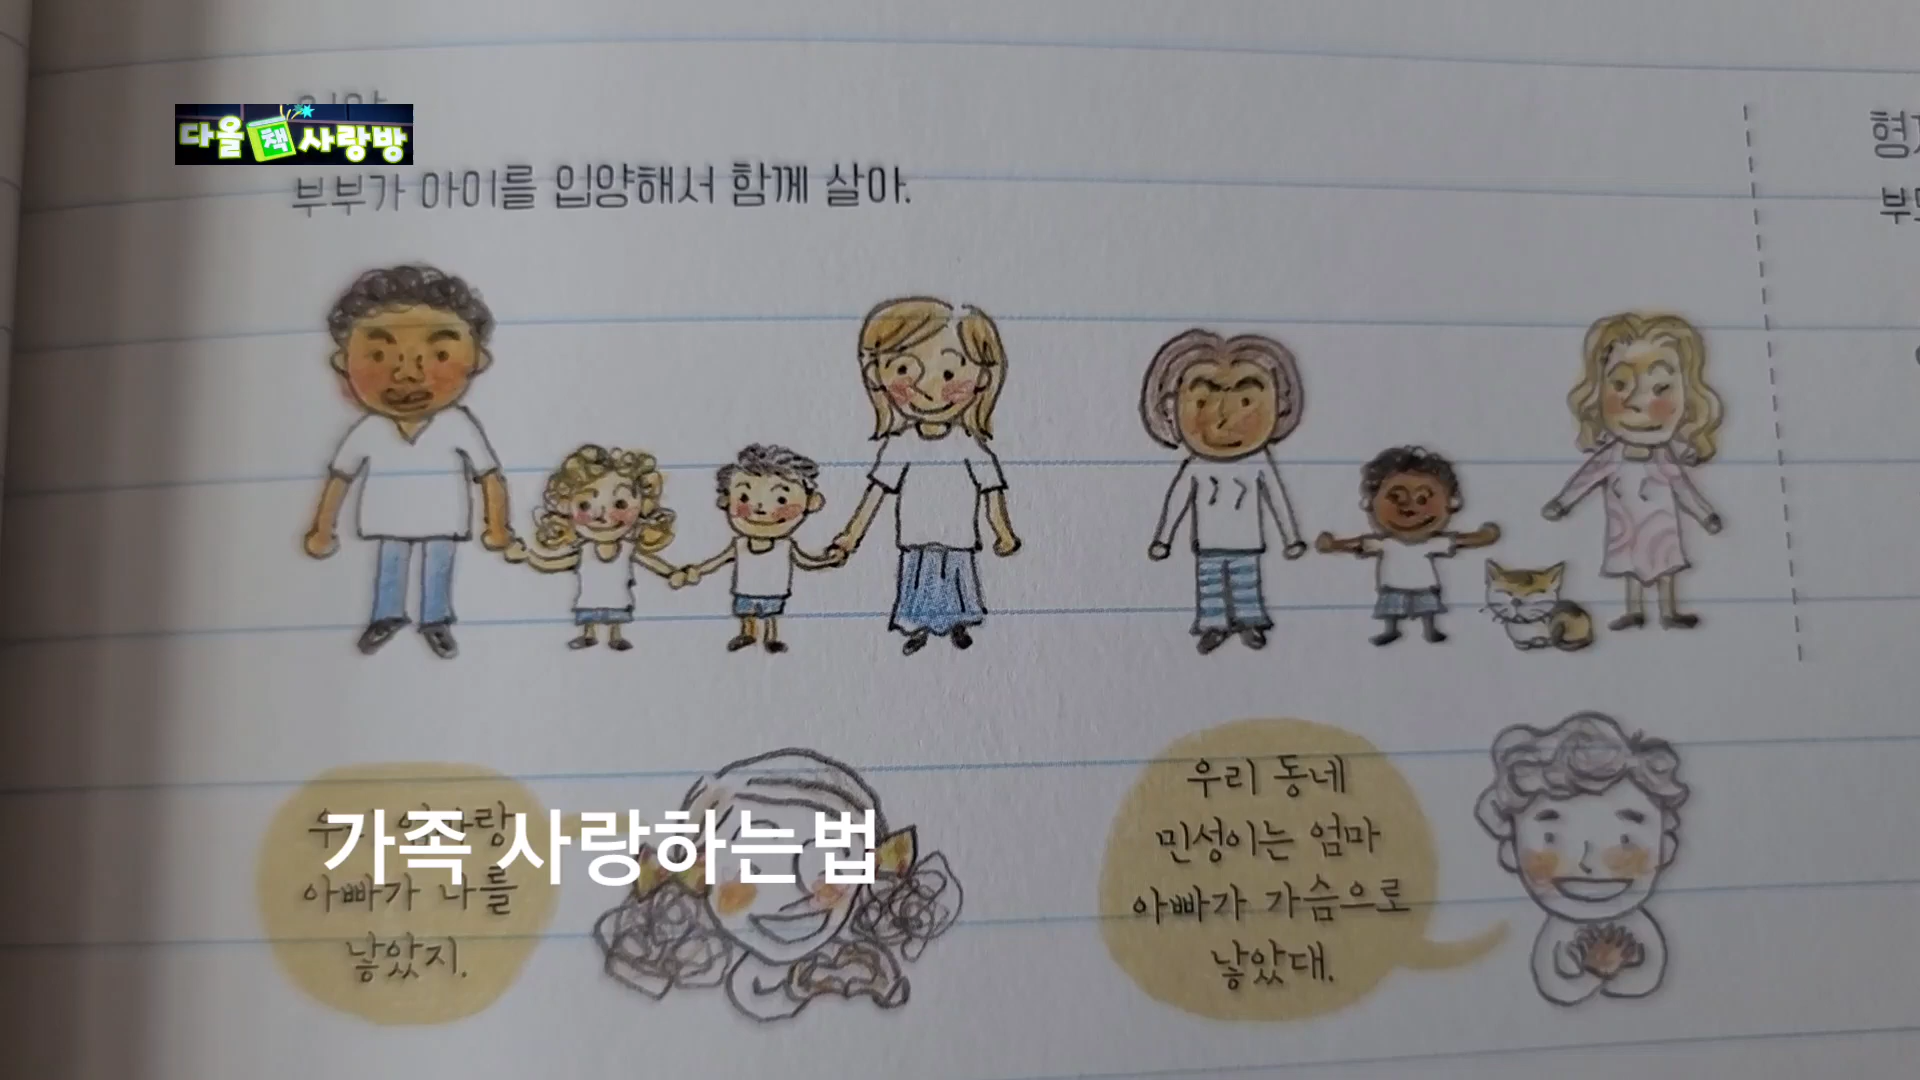 다올 책 사랑방
부부가 아이를 입양해서 함께 살아.
가족 사랑하는법
아빠가 나를
낳았지.
우리 동네
민성이는 엄마
아빠가 가슴으로
낳았대.